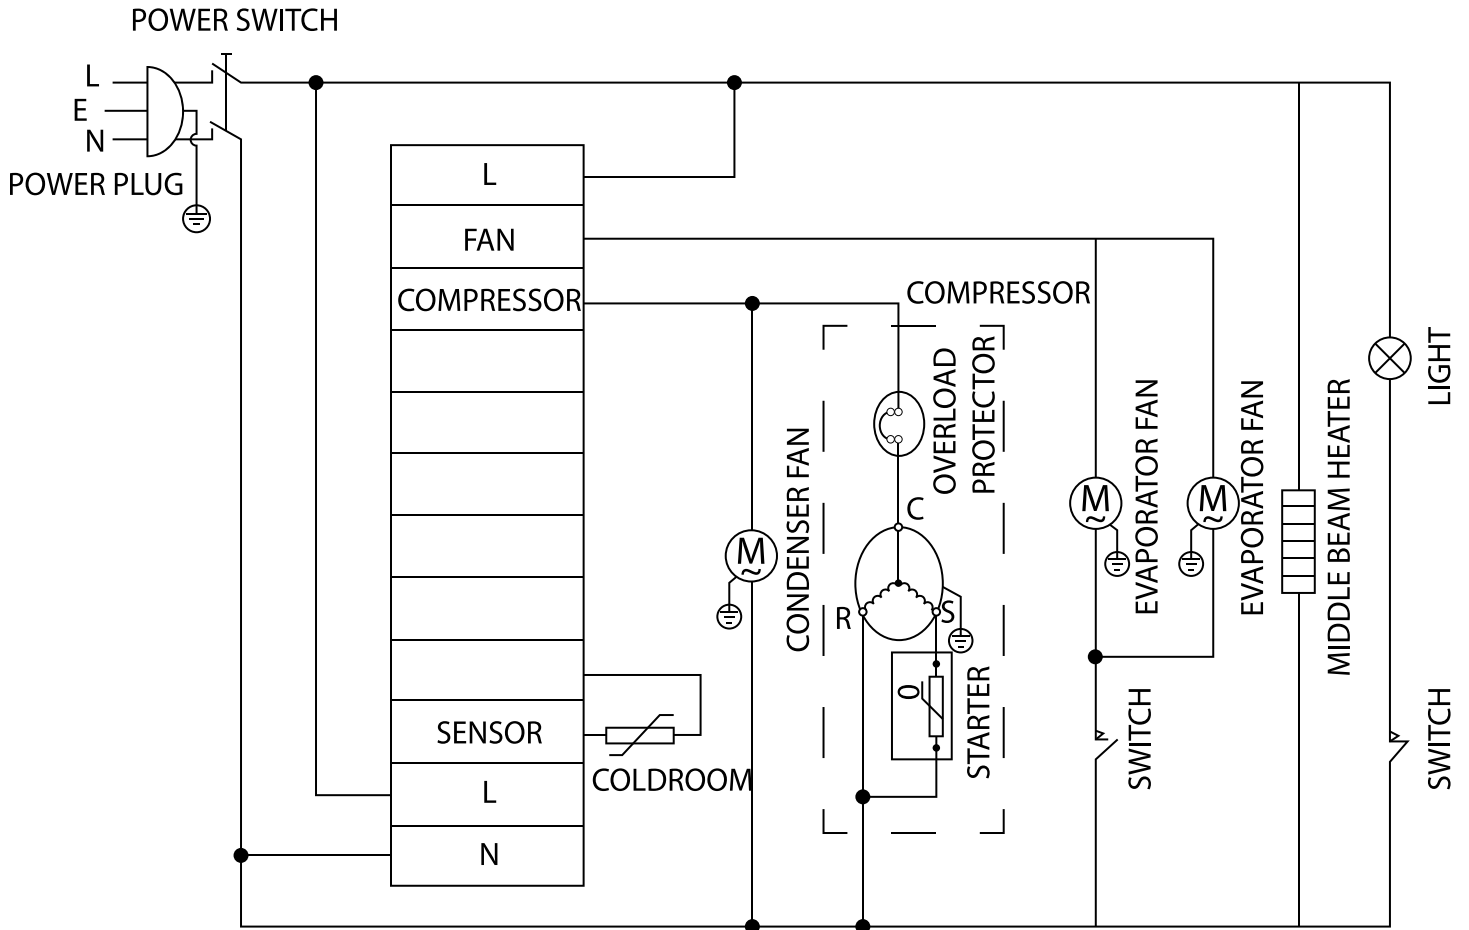 POWER SWITCH
L
E
N
POWER PLUG
L
FAN
COMPRESSOR
SENSOR
L
N
COLDROOM
COMPRESSOR
OVERLOAD
PROTECTOR
CONDENSER FAN
M
~
C
R
S
0
STARTER
M
~
EVAPORATOR FAN
M
~
EVAPORATOR FAN
MIDDLE BEAM HEATER
LIGHT
SWITCH
SWITCH